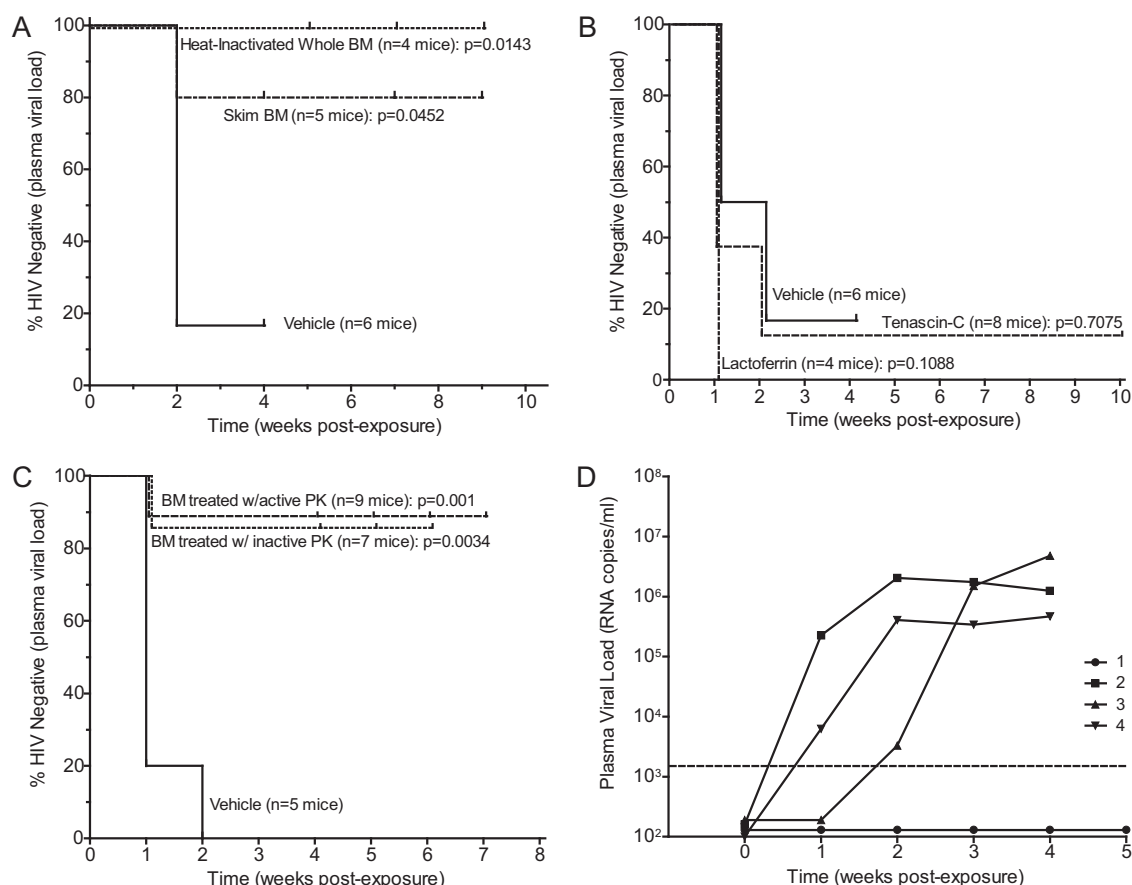 A
% HIV Negative (plasma viral load)
100
80
60
40
20
0
Heat-Inactivated Whole BM (n=4 mice): p=0.0143
Skim BM (n=5 mice): p=0.0452
Vehicle (n=6 mice)
0 2 4 6 8 10
Time (weeks post-exposure)
B
% HIV Negative (plasma viral load)
100
80
60
40
20
0
Vehicle (n=6 mice)
Tenascin-C (n=8 mice): p=0.7075
Lactoferrin (n=4 mice): p=0.1088
0 1 2 3 4 5 6 7 8 9 10
Time (weeks post-exposure)
C
% HIV Negative (plasma viral load)
100
80
60
40
20
0
BM treated w/active PK (n=9 mice): p=0.001
BM treated w/ inactive PK (n=7 mice): p=0.0034
Vehicle (n=5 mice)
0 1 2 3 4 5 6 7 8
Time (weeks post-exposure)
D
Plasma Viral Load (RNA copies/ml)
10⁸
10⁷
10⁶
10⁵
10⁴
10³
10²
1
2
3
4
0 1 2 3 4 5
Time (weeks post-exposure)